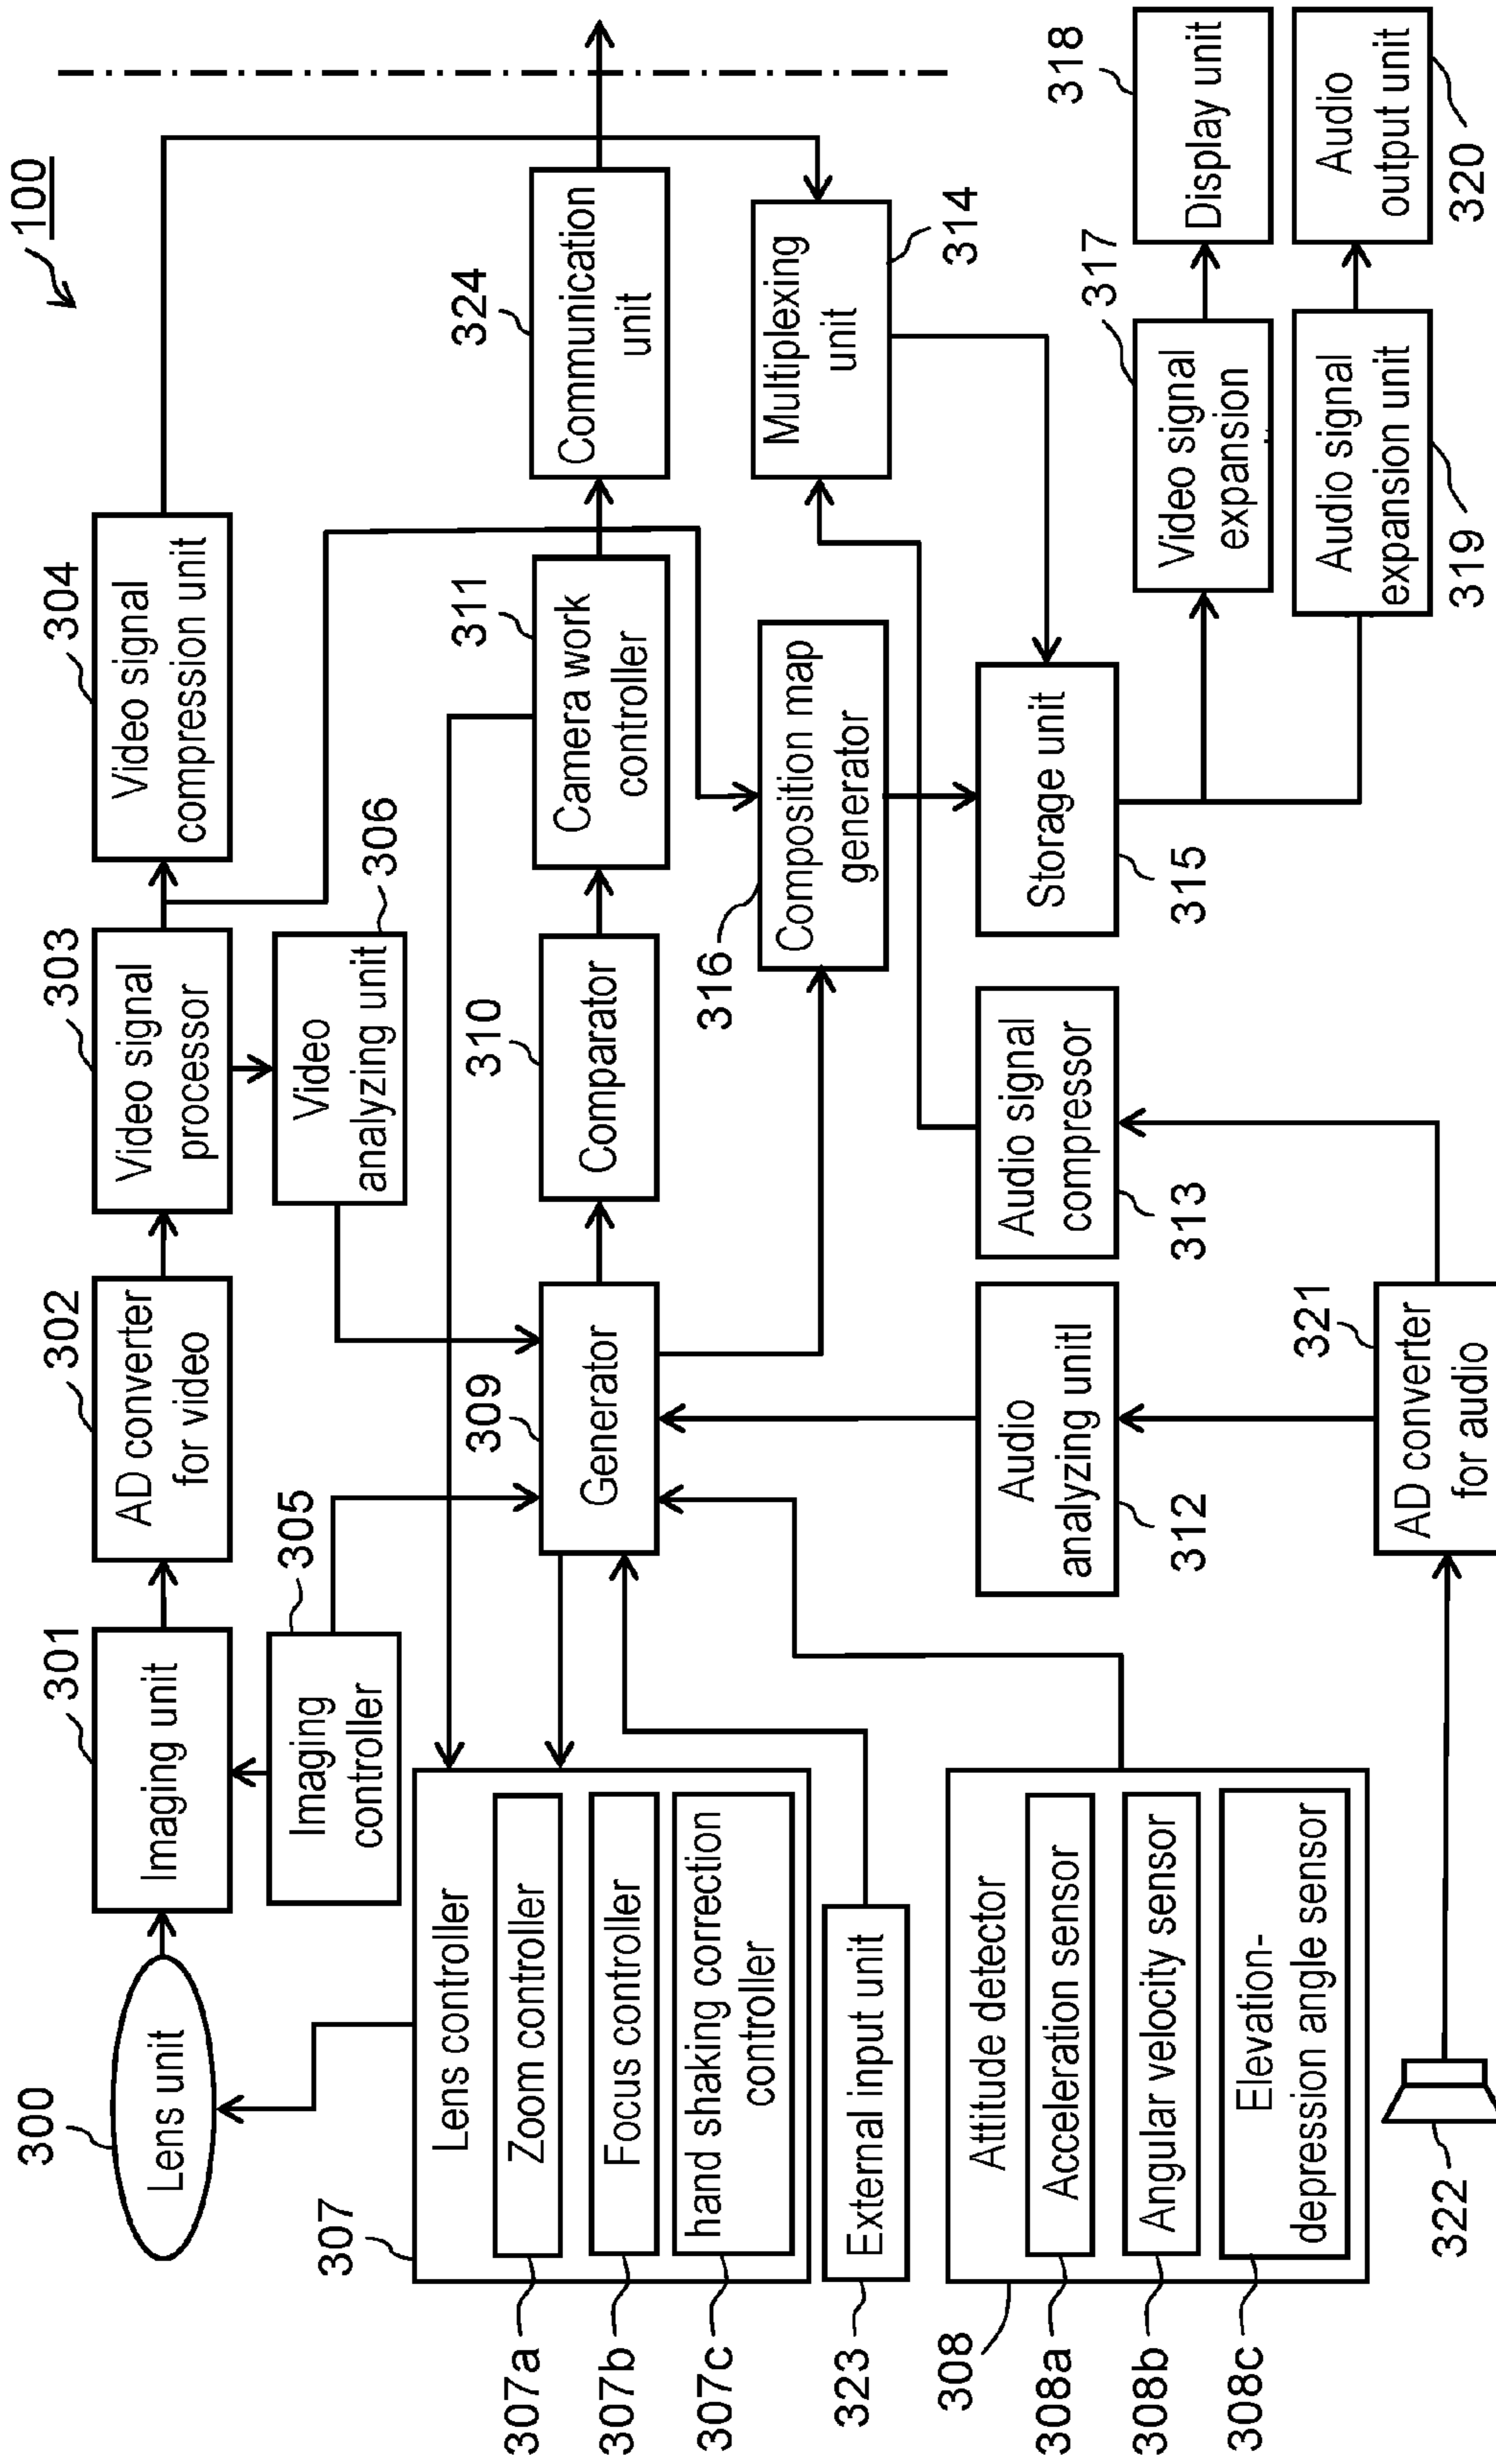 100
300
Lens unit
301
Imaging unit
302
AD converter
for video
303
Video signal
processor
304
Video signal
compression unit
305
Imaging
controller
306
Video
analyzing unit
307
Lens controller
307a
Zoom controller
307b
Focus controller
307c
hand shaking correction
controller
309
Generator
310
Comparator
311
Camera work
controller
324
Communication
unit
323
External input unit
316
Composition map
generator
Multiplexing
unit
314
308
Attitude detector
308a
Acceleration sensor
308b
Angular velocity sensor
308c
Elevation-
depression angle sensor
Audio
analyzing unitl
312
Audio signal
compressor
313
Storage unit
315
317
Video signal
expansion
318
Display unit
Audio signal
expansion unit
319
Audio
output unit
320
322
321
AD converter
for audio